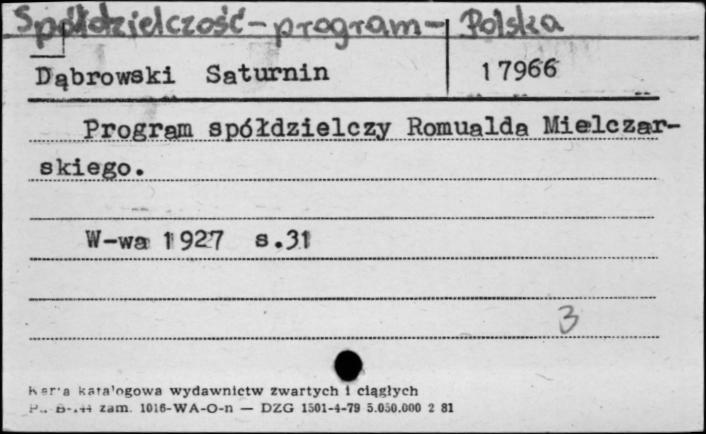 Spółdzielczość - program - Polska
Dąbrowski Saturnin 17966
Program spółdzielczy Romualda Mielczar-
skiego.
W-wa 1927 s.31
3
Karta katalogowa wydawnictw zwartych i ciągłych
zam. 1016-WA-O-n — DZG 1501-4-79 5.050.000 2 81